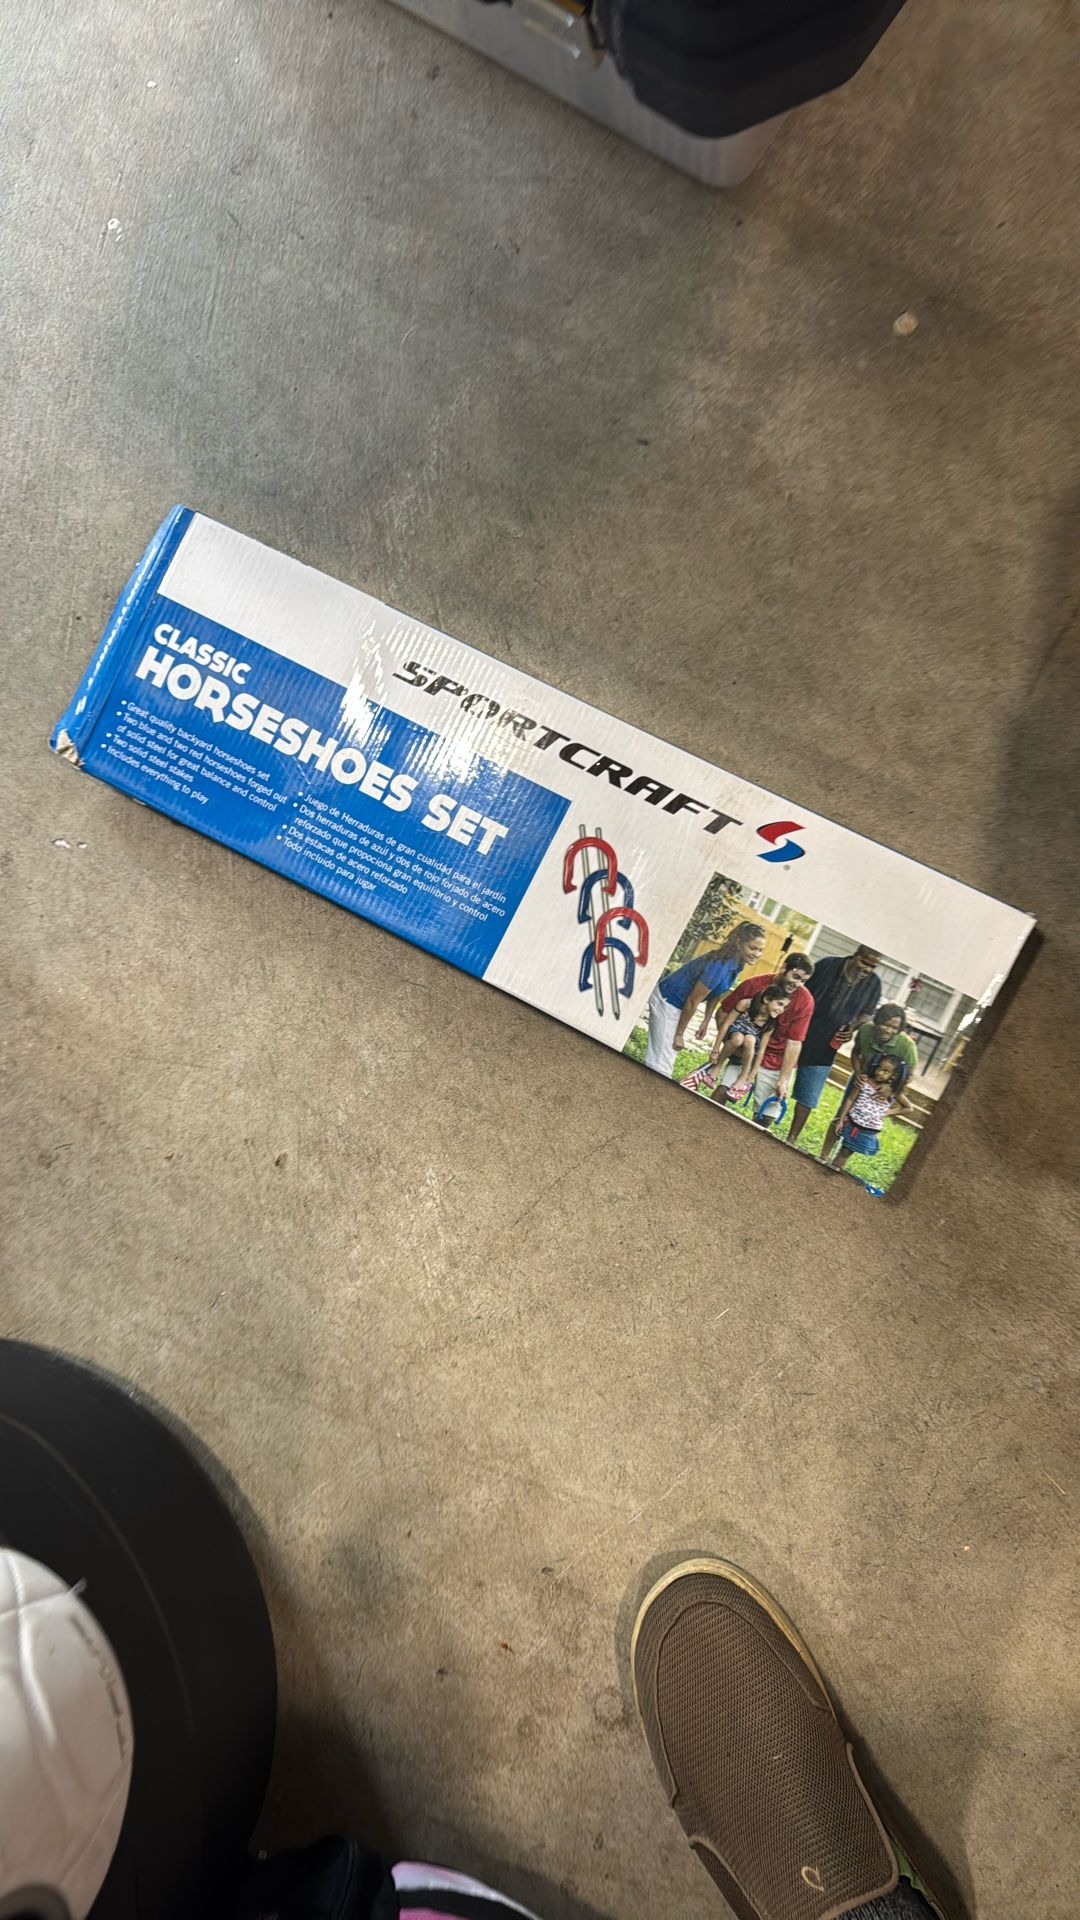 SPORTCRAFT
CLASSIC
HORSESHOES SET
• Great quality backyard horseshoes set
• Two blue and two red horseshoes forged out
of solid steel for great balance and control
• Two solid steel stakes
• Includes everything to play
• Juego de Herraduras de gran cualidad para el jardín
• Dos herraduras de azul y dos de rojo forjado de acero
reforzado que propociona gran equilibrio y control
• Dos estacas de acero reforzado
• Todo incluido para jugar